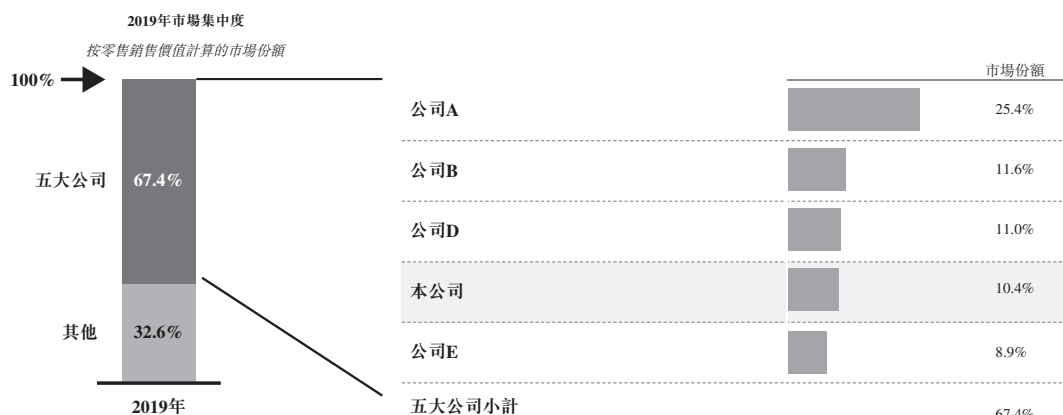 2019年市場集中度
按零售銷售價值計算的市場份額
100%
五大公司 67.4%
其他 32.6%
2019年
市場份額
公司A 25.4%
公司B 11.6%
公司D 11.0%
本公司 10.4%
公司E 8.9%
五大公司小計 67.4%